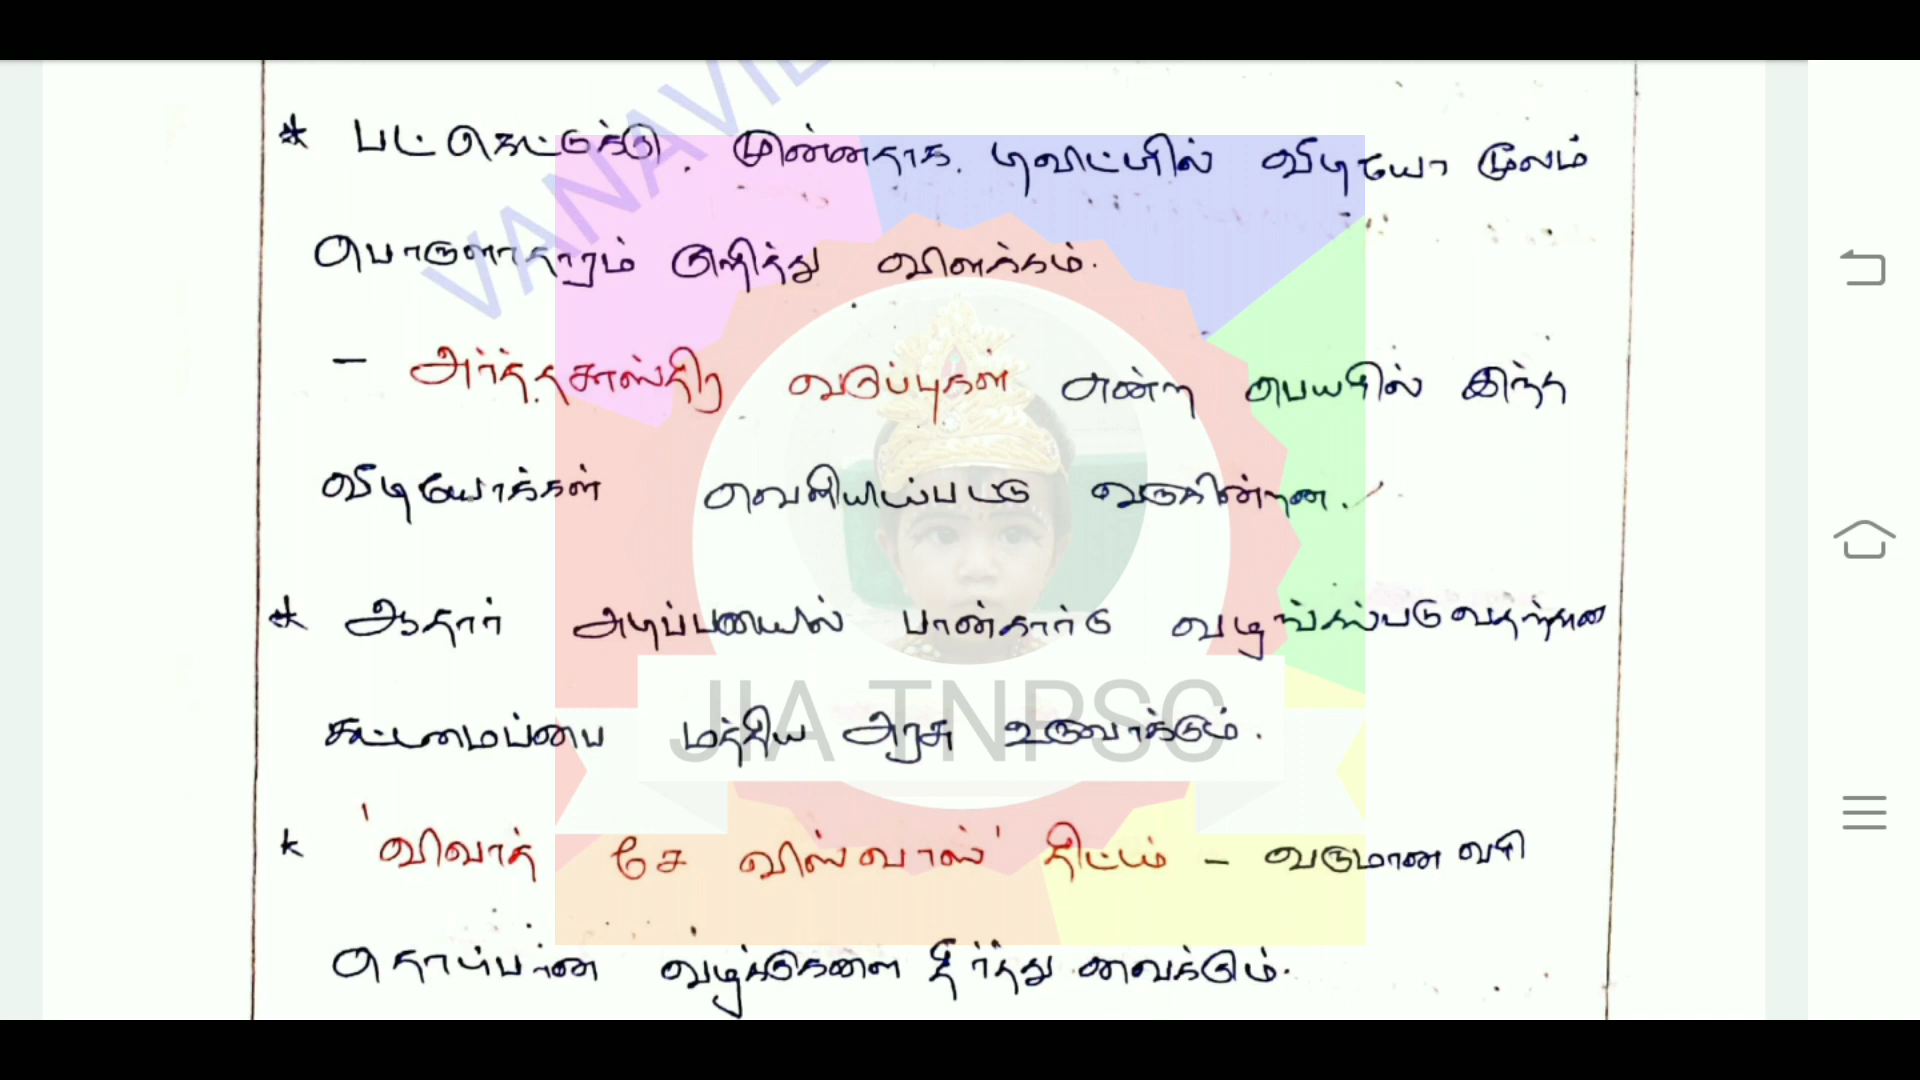 VANAVIL
* பட்ஜெட்டுக்கு முன்னதாக, டிவிட்டரில் வீடியோ மூலம்
பொருளாதாரம் குறித்து விளக்கம்.
- அர்த்தசாஸ்திர வகுப்புகள் என்ற பெயரில் இந்த
வீடியோக்கள் வெளியிடப்பட்டு வருகின்றன.
* ஆதார் அடிப்படையில் பான்கார்டு வழங்கப்படுவதற்கான
கட்டமைப்பை மத்திய அரசு உருவாக்கும்.
JIA TNPSC
* 'விவாத் சே விஸ்வாஸ்' திட்டம் - வருமான வரி
தொடர்பான வழக்குகளை தீர்த்து வைக்கும்.